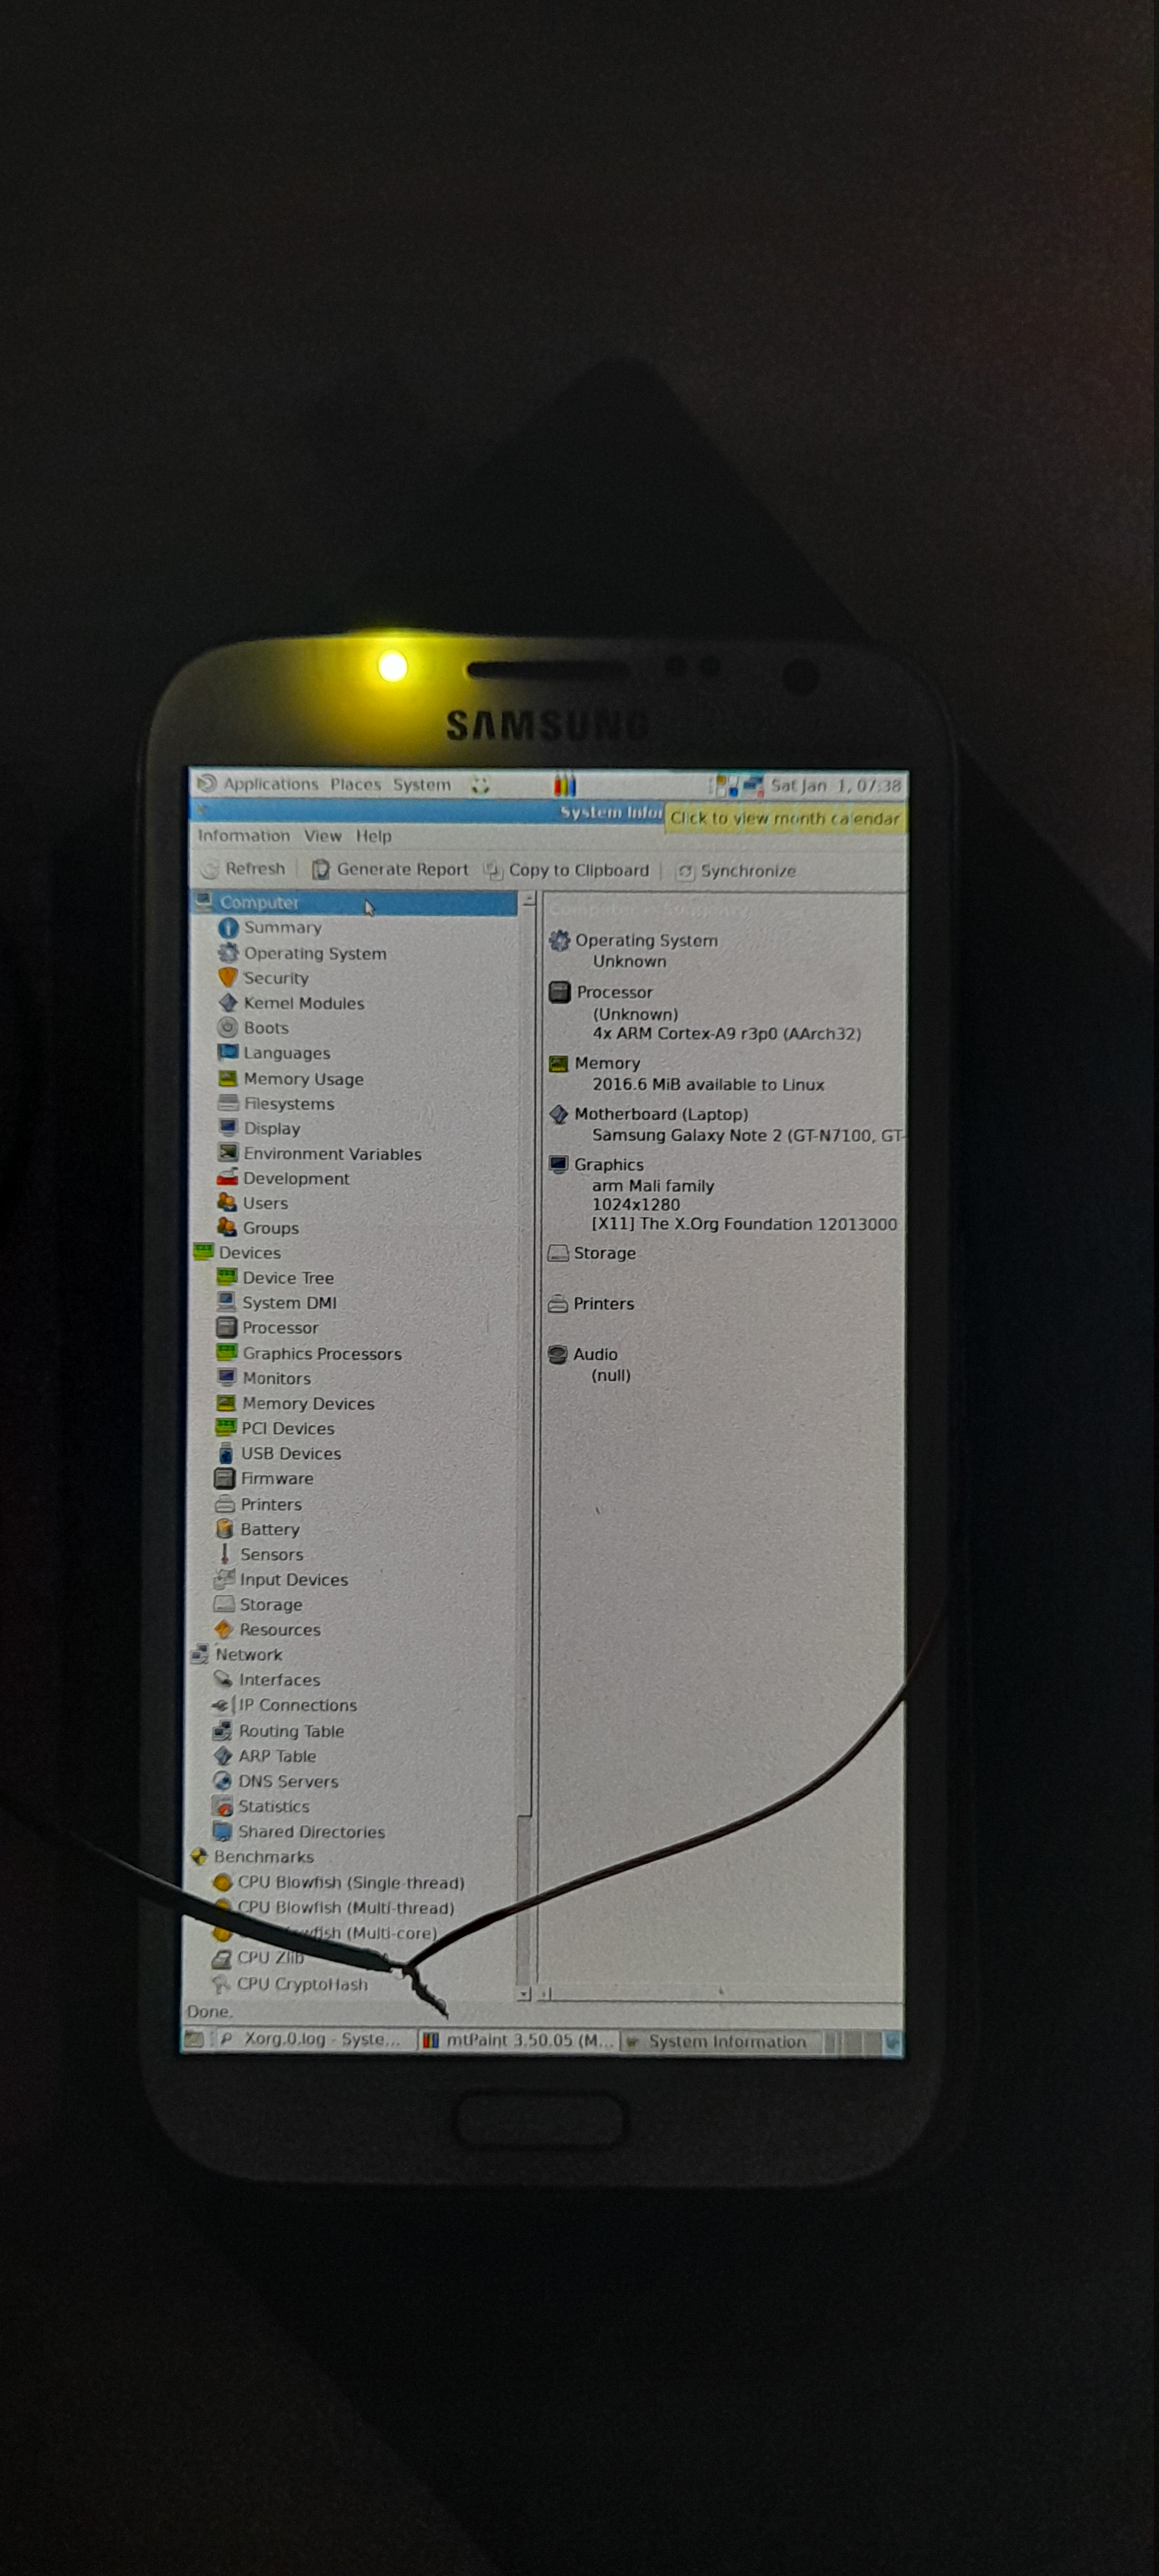 SAMSUNG
Applications Places System Sat Jan 1, 07:38
System Infor
Click to view month calendar
Information View Help
Refresh Generate Report Copy to Clipboard Synchronize
Computer
Summary
Operating System
Security
Kernel Modules
Boots
Languages
Memory Usage
Filesystems
Display
Environment Variables
Development
Users
Groups
Devices
Device Tree
System DMI
Processor
Graphics Processors
Monitors
Memory Devices
PCI Devices
USB Devices
Firmware
Printers
Battery
Sensors
Input Devices
Storage
Resources
Network
Interfaces
IP Connections
Routing Table
ARP Table
DNS Servers
Statistics
Shared Directories
Benchmarks
CPU Blowfish (Single-thread)
CPU Blowfish (Multi-thread)
(Multi-core)
CPU Zlib
CPU CryptoHash
Operating System
Unknown
Processor
(Unknown)
4x ARM Cortex-A9 r3p0 (AArch32)
Memory
2016.6 MiB available to Linux
Motherboard (Laptop)
Samsung Galaxy Note 2 (GT-N7100, GT-
Graphics
arm Mali family
1024x1280
[X11] The X.Org Foundation 12013000
Storage
Printers
Audio
(null)
Done.
Xorg.0.log - Syste... mtPaint 3.50.05 (M... System Information